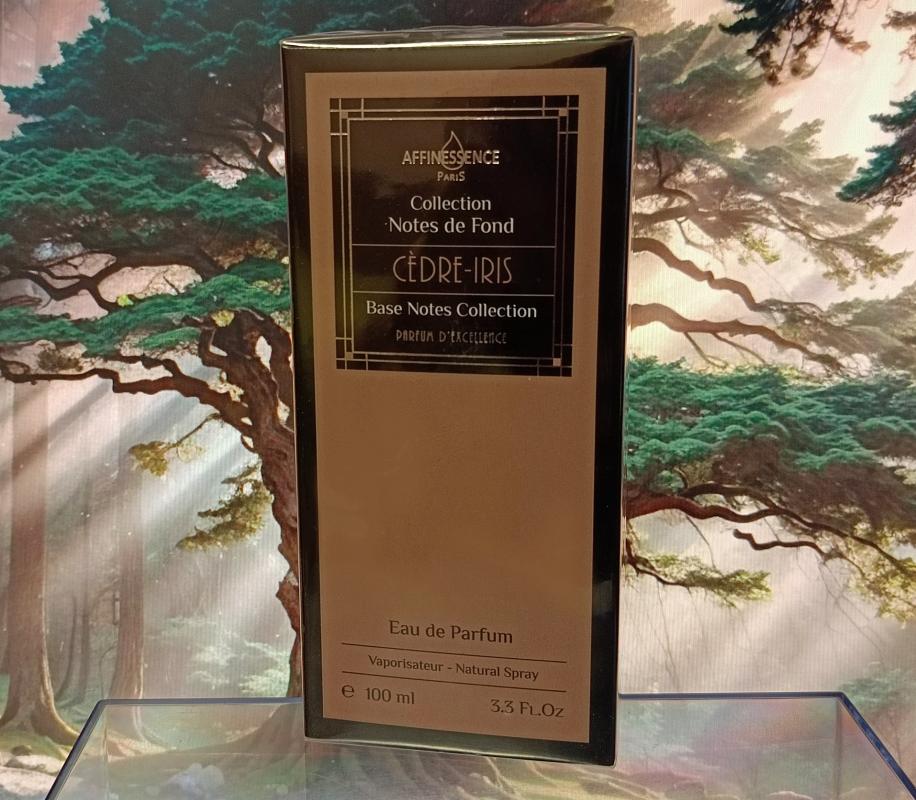 AFFINESSENCE
PARIS
Collection
Notes de Fond
CÈDRE-IRIS
Base Notes Collection
PARFUM D'EXCELLENCE
Eau de Parfum
Vaporisateur - Natural Spray
℮ 100 ml 3.3 FL.OZ